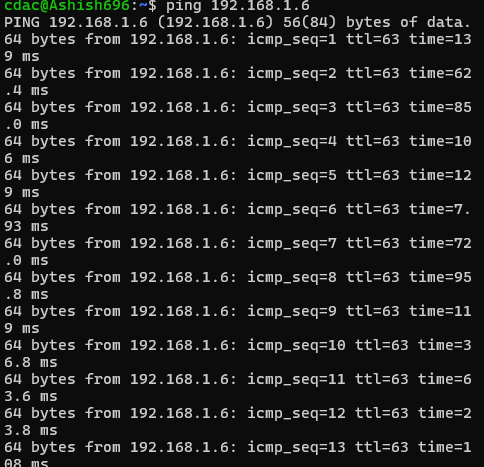 cdac@Ashish696:~$ ping 192.168.1.6
PING 192.168.1.6 (192.168.1.6) 56(84) bytes of data.
64 bytes from 192.168.1.6: icmp_seq=1 ttl=63 time=13
9 ms
64 bytes from 192.168.1.6: icmp_seq=2 ttl=63 time=62
.4 ms
64 bytes from 192.168.1.6: icmp_seq=3 ttl=63 time=85
.0 ms
64 bytes from 192.168.1.6: icmp_seq=4 ttl=63 time=10
6 ms
64 bytes from 192.168.1.6: icmp_seq=5 ttl=63 time=12
9 ms
64 bytes from 192.168.1.6: icmp_seq=6 ttl=63 time=7.
93 ms
64 bytes from 192.168.1.6: icmp_seq=7 ttl=63 time=72
.0 ms
64 bytes from 192.168.1.6: icmp_seq=8 ttl=63 time=95
.8 ms
64 bytes from 192.168.1.6: icmp_seq=9 ttl=63 time=11
9 ms
64 bytes from 192.168.1.6: icmp_seq=10 ttl=63 time=3
6.8 ms
64 bytes from 192.168.1.6: icmp_seq=11 ttl=63 time=6
3.6 ms
64 bytes from 192.168.1.6: icmp_seq=12 ttl=63 time=2
3.8 ms
64 bytes from 192.168.1.6: icmp_seq=13 ttl=63 time=1
08 ms